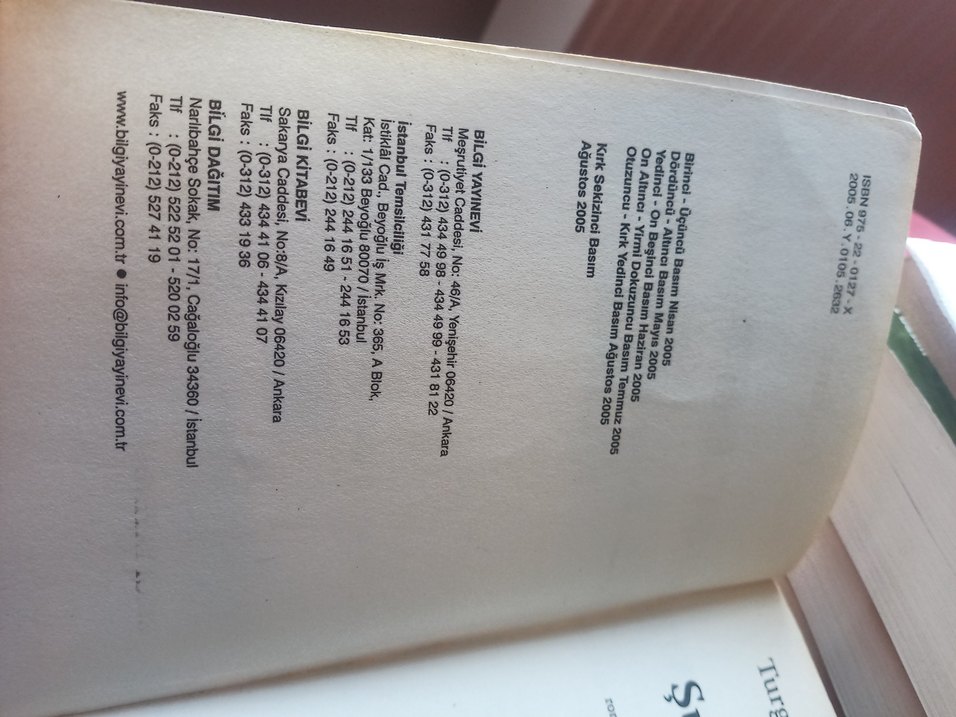 ISBN 975 - 22 - 0127 - X
2005 . 06 . Y . 0105 . 2632
Birinci - Üçüncü Basım Nisan 2005
Dördüncü - Altıncı Basım Mayıs 2005
Yedinci - On Beşinci Basım Haziran 2005
On Altıncı - Yirmi Dokuzuncu Basım Temmuz 2005
Otuzuncu - Kırk Yedinci Basım Ağustos 2005
Kırk Sekizinci Basım
Ağustos 2005
BİLGİ YAYINEVİ
Meşrutiyet Caddesi, No: 46/A, Yenişehir 06420 / Ankara
Tlf : (0-312) 434 49 98 - 434 49 99 - 431 81 22
Faks : (0-312) 431 77 58
İstanbul Temsilciliği
İstiklâl Cad., Beyoğlu İş Mrk. No: 365, A Blok,
Kat: 1/133 Beyoğlu 80070 / İstanbul
Tlf : (0-212) 244 16 51 - 244 16 53
Faks : (0-212) 244 16 49
BİLGİ KİTABEVİ
Sakarya Caddesi, No:8/A, Kızılay 06420 / Ankara
Tlf : (0-312) 434 41 06 - 434 41 07
Faks : (0-312) 433 19 36
BİLGİ DAĞITIM
Narlıbahçe Sokak, No: 17/1, Cağaloğlu 34360 / İstanbul
Tlf : (0-212) 522 52 01 - 520 02 59
Faks : (0-212) 527 41 19
www.bilgiyayinevi.com.tr ● info@bilgiyayinevi.com.tr
Turg
Şu